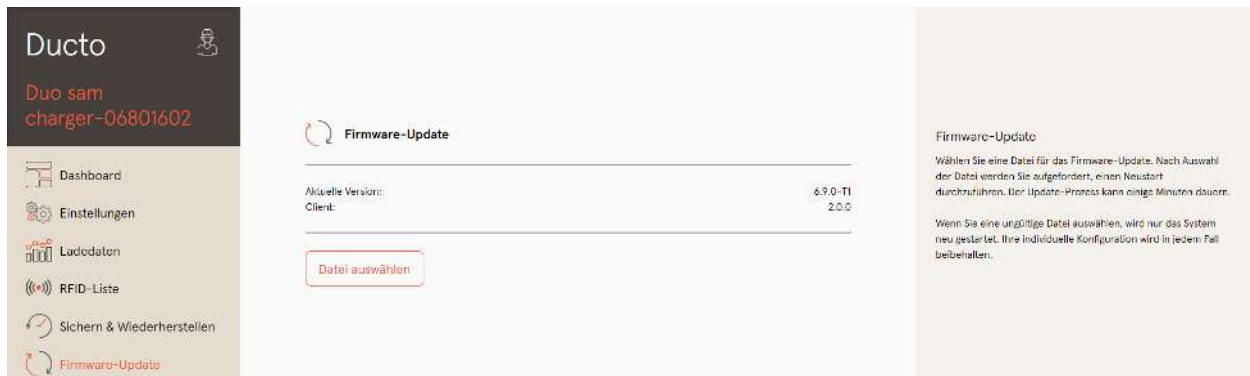 Ducto
Duo sam
charger-06801602
Dashboard
Einstellungen
Ladedaten
RFID-Liste
Sichern & Wiederherstellen
Firmware-Update
Firmware-Update
Aktuelle Version:
6.9.0-T1
Client:
2.0.0
Datei auswählen
Firmware-Update
Wählen Sie eine Datei für das Firmware-Update. Nach Auswahl
der Datei werden Sie aufgefordert, einen Neustart
durchzuführen. Der Update-Prozess kann einige Minuten dauern.
Wenn Sie eine ungültige Datei auswählen, wird nur das System
neu gestartet. Ihre individuelle Konfiguration wird in jedem Fall
beibehalten.